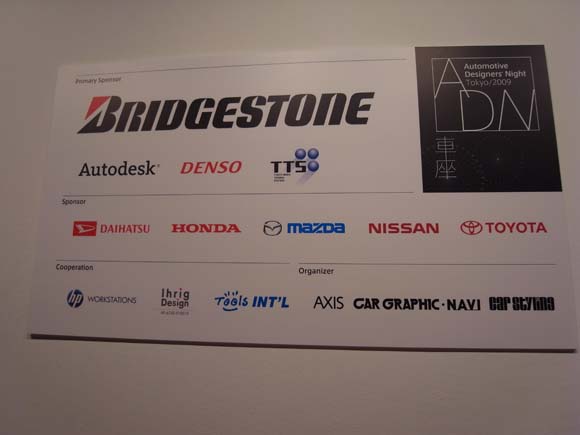 Primary Sponsor
BRIDGESTONE
Autodesk®
DENSO
TTS
Automotive
Designers' Night
Tokyo/2009
ADN
車座
Sponsor
DAIHATSU
HONDA
mazda
NISSAN
TOYOTA
Cooperation
hp WORKSTATIONS
Ihrig
Design
Tools INT'L
Organizer
AXIS
CAR GRAPHIC·NAVI
CAR STYLING